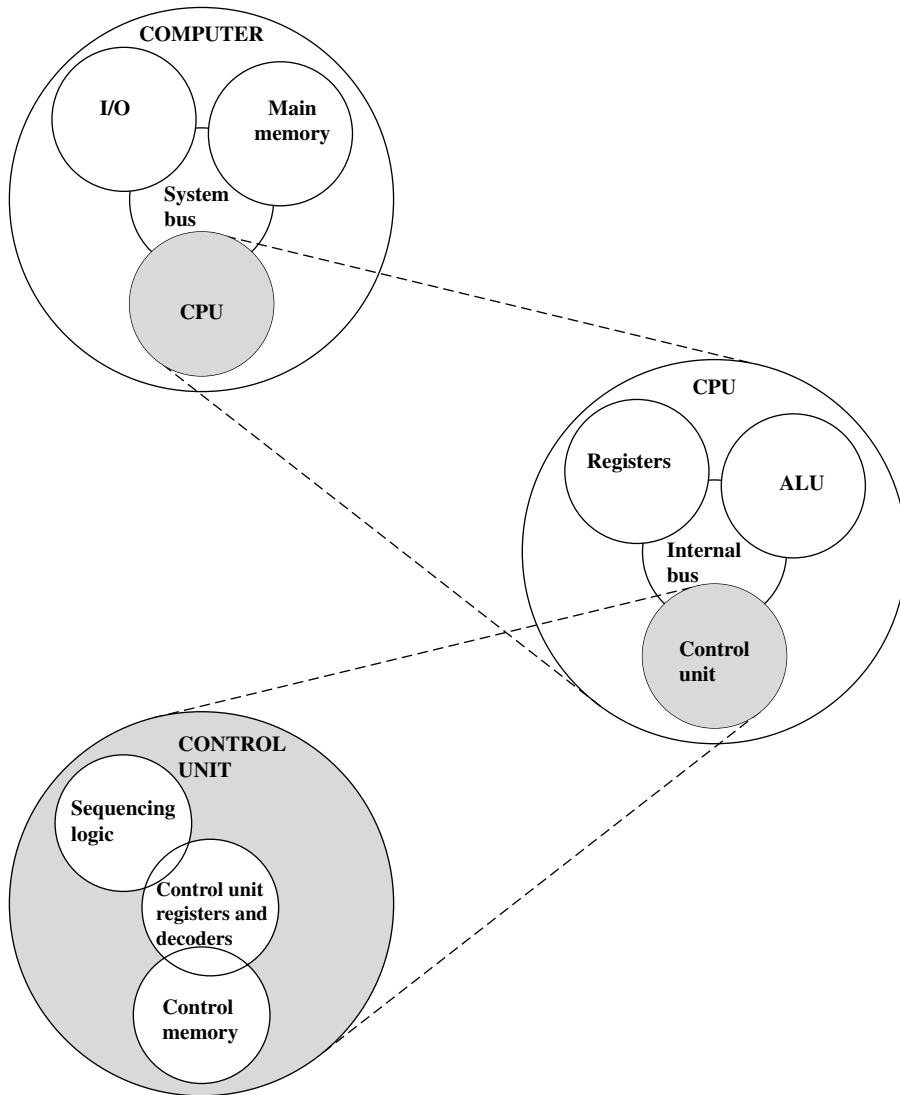 COMPUTER
I/O
Main
memory
System
bus
CPU
CPU
Registers
ALU
Internal
bus
Control
unit
CONTROL
UNIT
Sequencing
logic
Control unit
registers and
decoders
Control
memory